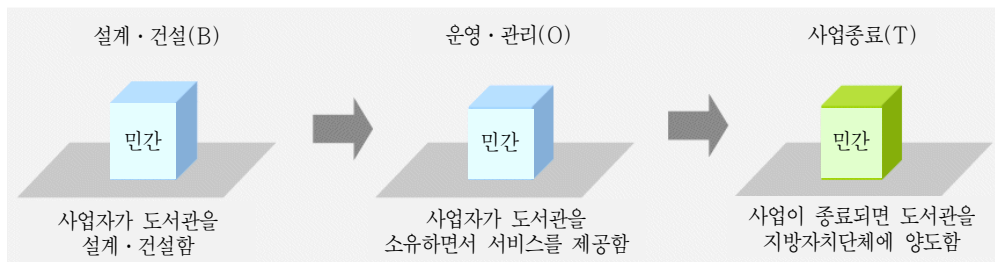 설계·건설(B)
운영·관리(O)
사업종료(T)
민간
민간
민간
사업자가 도서관을
설계·건설함
사업자가 도서관을
소유하면서 서비스를 제공함
사업이 종료되면 도서관을
지방자치단체에 양도함